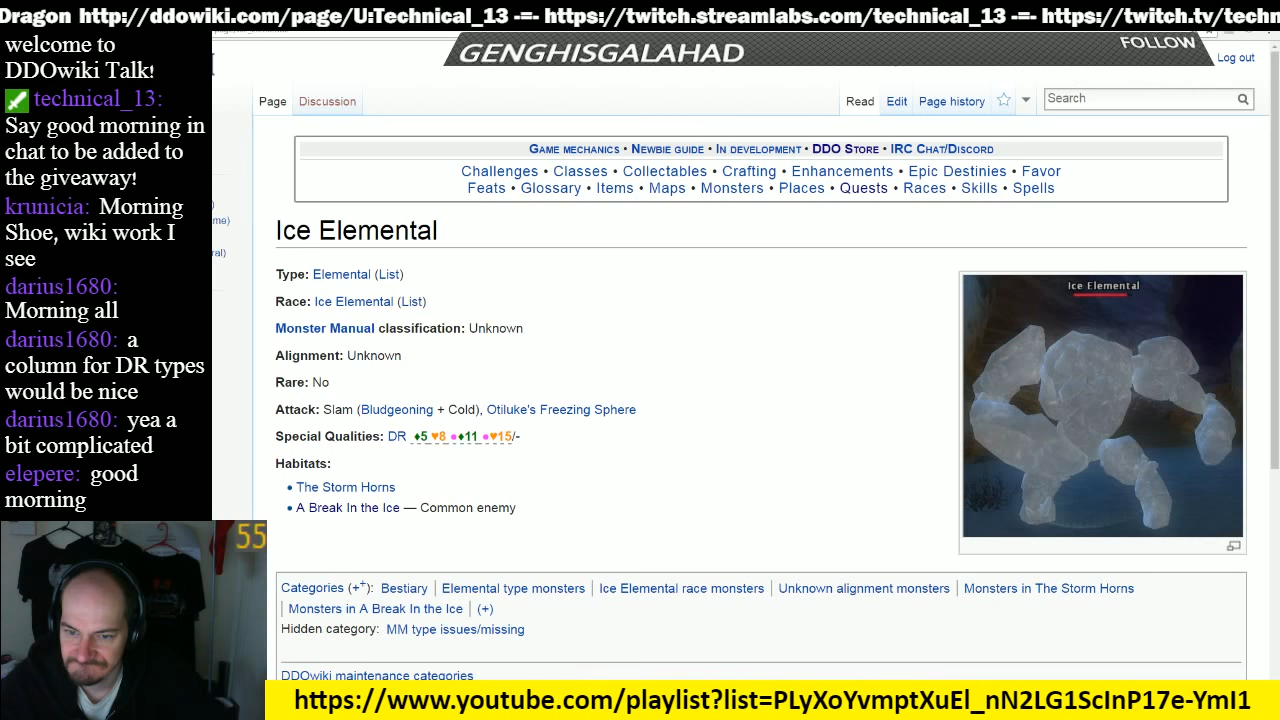 Dragon http://ddowiki.com/page/U:Technical_13 -=- https://twitch.streamlabs.com/technical_13 -=- https://twitch.tv/techn
welcome to
DDOwiki Talk!
technical_13:
Say good morning in
chat to be added to
the giveaway!
krunicia: Morning
Shoe, wiki work I
see
darius1680:
Morning all
darius1680: a
column for DR types
would be nice
darius1680: yea a
bit complicated
elepere: good
morning
55
GENGHISGALAHAD
FOLLOW
Log out
me)
ral)
Page Discussion
Read Edit Page history Search
Game mechanics • Newbie guide • In development • DDO Store • IRC Chat/Discord
Challenges • Classes • Collectables • Crafting • Enhancements • Epic Destinies • Favor
Feats • Glossary • Items • Maps • Monsters • Places • Quests • Races • Skills • Spells
Ice Elemental
Type: Elemental (List)
Race: Ice Elemental (List)
Monster Manual classification: Unknown
Alignment: Unknown
Rare: No
Attack: Slam (Bludgeoning + Cold), Otiluke's Freezing Sphere
Special Qualities: DR ♦5 ♥8 ●♦11 ●♥15/-
Habitats:
• The Storm Horns
• A Break In the Ice — Common enemy
Ice Elemental
Categories (+⁺): Bestiary | Elemental type monsters | Ice Elemental race monsters | Unknown alignment monsters | Monsters in The Storm Horns
| Monsters in A Break In the Ice | (+)
Hidden category: MM type issues/missing
DDOwiki maintenance categories
https://www.youtube.com/playlist?list=PLyXoYvmptXuEl_nN2LG1ScInP17e-YmI1